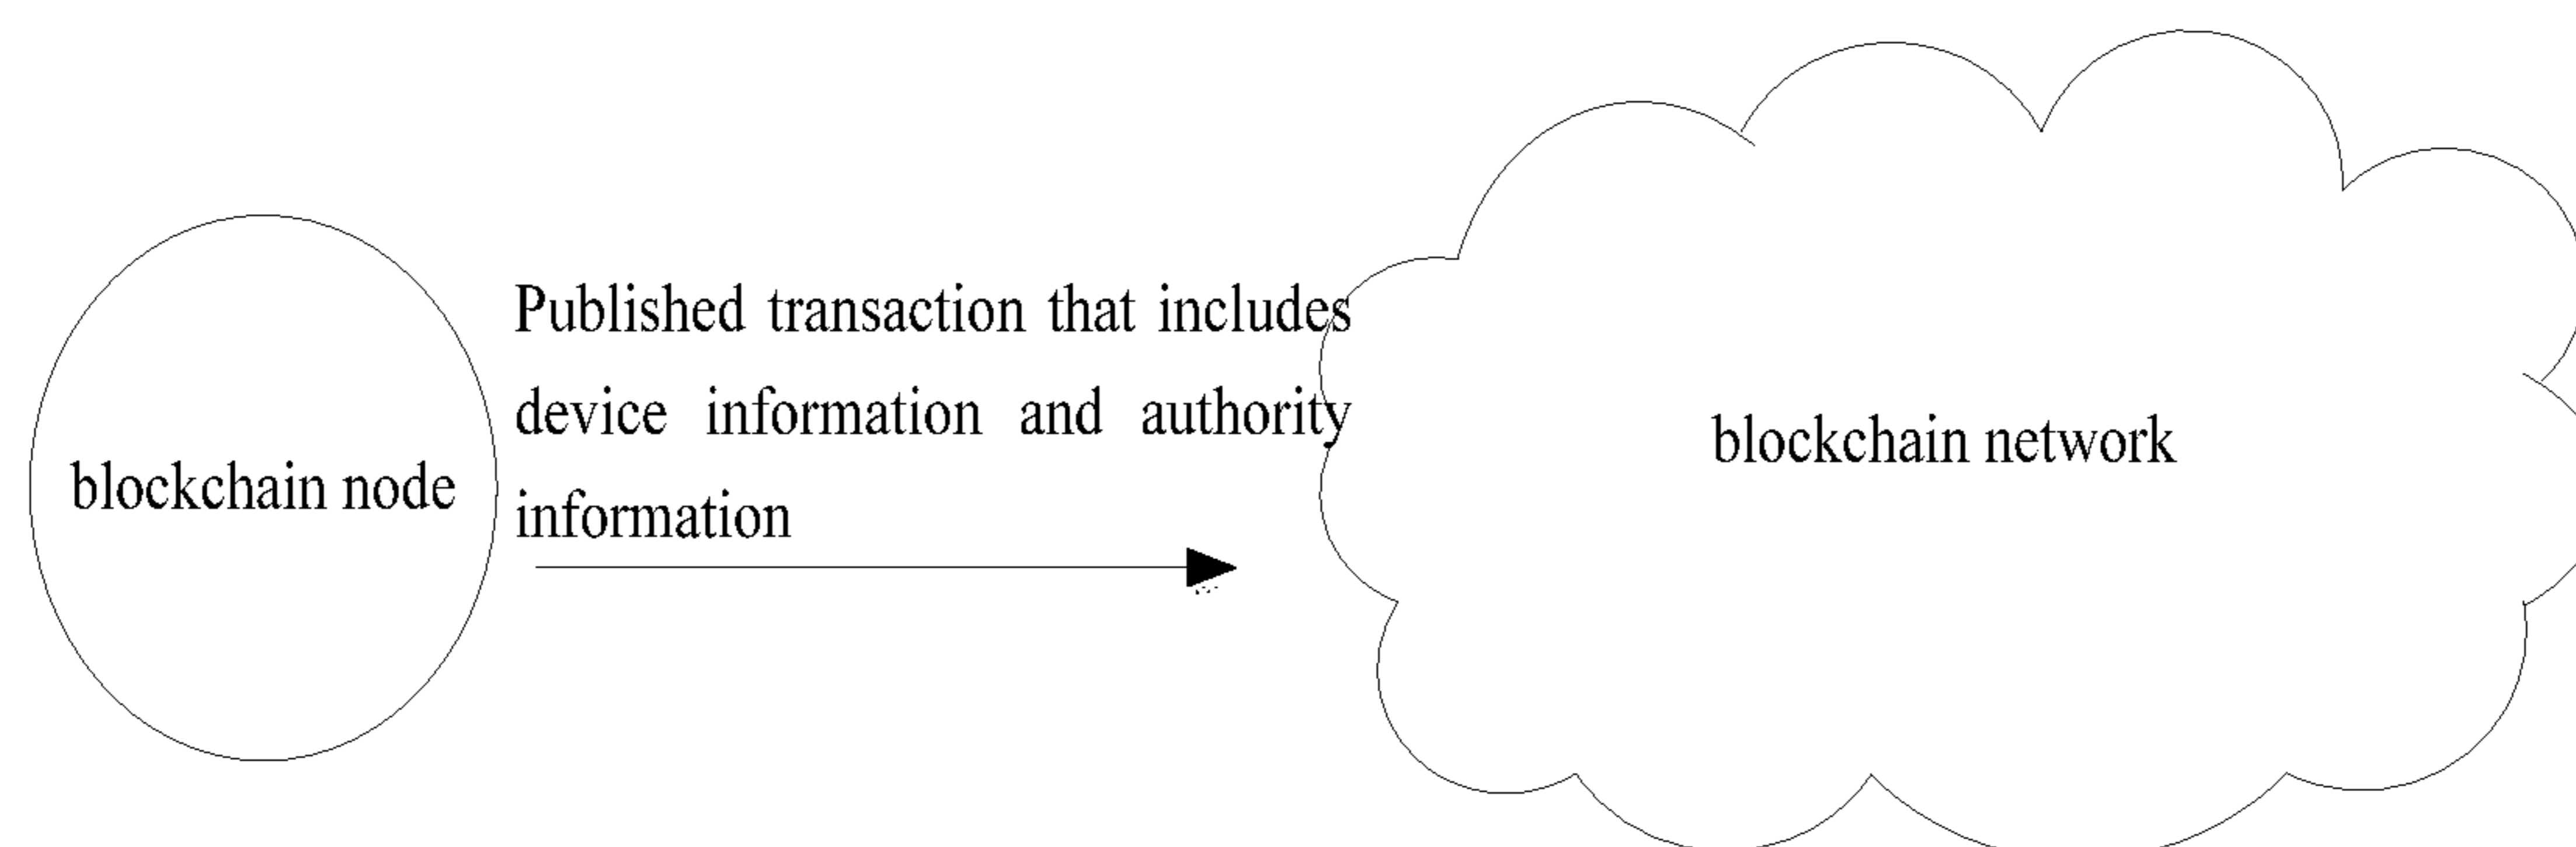 Published transaction that includes
device information and authority
information
blockchain node
blockchain network